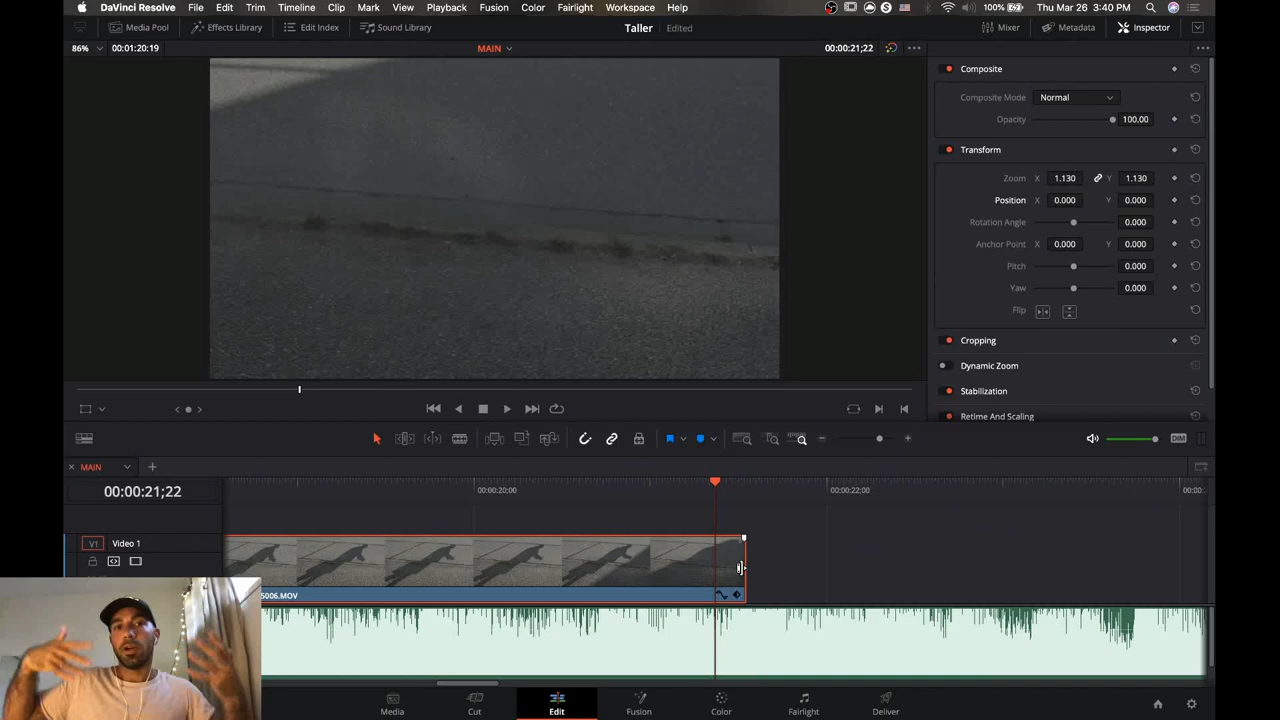 DaVinci Resolve File Edit Trim Timeline Clip Mark View Playback Fusion Color Fairlight Workspace Help 100% Thu Mar 26 3:40 PM
Media Pool Effects Library Edit Index Sound Library Taller Edited Mixer Metadata Inspector
86% 00:01:20:19 MAIN 00:00:21;22
Composite
Composite Mode Normal
Opacity 100.00
Transform
Zoom X 1.130 Y 1.130
Position X 0.000 Y 0.000
Rotation Angle 0.000
Anchor Point X 0.000 Y 0.000
Pitch 0.000
Yaw 0.000
Flip
Cropping
Dynamic Zoom
Stabilization
Retime And Scaling
DIM
MAIN
00:00:21;22 00:00:20;00 00:00:22;00 00:00
V1 Video 1
5006.MOV
Media Cut Edit Fusion Color Fairlight Deliver